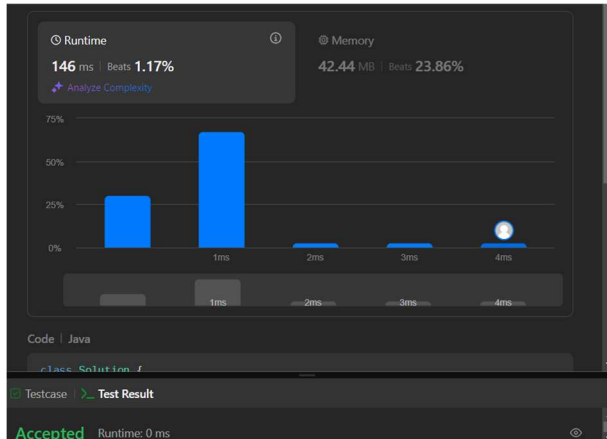 Runtime
Memory
146 ms | Beats 1.17%
42.44 MB | Beats 23.86%
Analyze Complexity
75%
50%
25%
0%
1ms 2ms 3ms 4ms
1ms 2ms 3ms 4ms
Code | Java
class Solution {
Testcase | >_ Test Result
Accepted Runtime: 0 ms